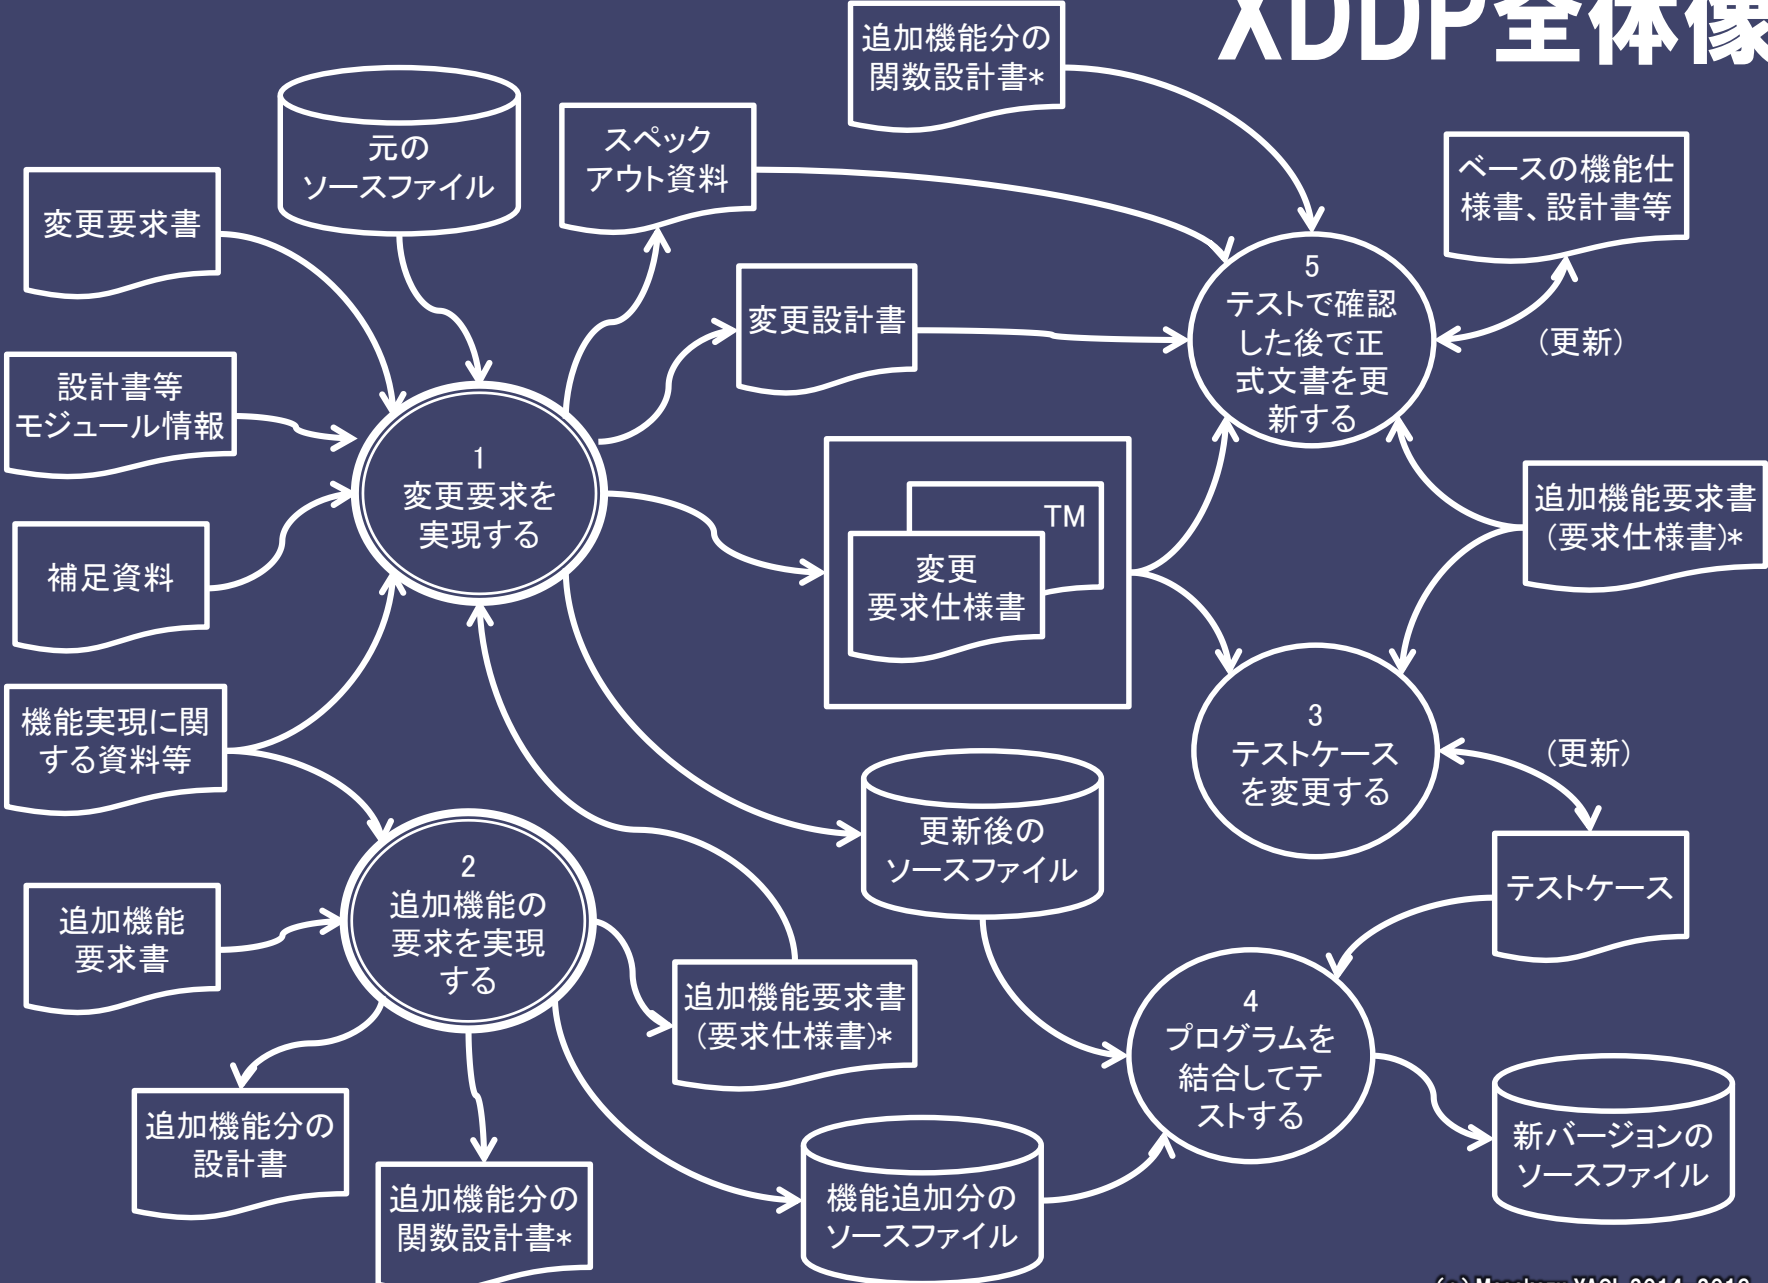 XDDP全体像
追加機能分の
関数設計書*
元の
ソースファイル
スペック
アウト資料
ベースの機能仕
様書、設計書等
変更要求書
変更設計書
(更新)
5
テストで確認
した後で正
式文書を更
新する
設計書等
モジュール情報
1
変更要求を
実現する
TM
変更
要求仕様書
追加機能要求書
(要求仕様書)*
補足資料
機能実現に関
する資料等
3
テストケース
を変更する
(更新)
更新後の
ソースファイル
テストケース
2
追加機能の
要求を実現
する
追加機能
要求書
追加機能要求書
(要求仕様書)*
4
プログラムを
結合してテ
ストする
追加機能分の
設計書
追加機能分の
関数設計書*
機能追加分の
ソースファイル
新バージョンの
ソースファイル